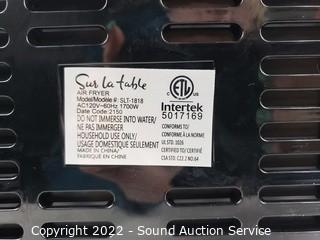 Sur la table
AIR FRYER
Model/Modèle #: SLT-1818
AC120V~60Hz 1700W
Date Code: 2150
DO NOT IMMERSE INTO WATER/
NE PAS IMMERGER
HOUSEHOLD USE ONLY/
USAGE DOMESTIQUE SEULEMENT
MADE IN CHINA/
FABRIQUE EN CHINE
ETL
C
US
LISTED
Intertek
5017169
CONFORMS TO/
CONFORME A LA NORME
UL STD. 1026
CERTIFIED TO/ CERTIFIÉ
CSA STD. C22.2 NO.64
Copyright © 2022 - Sound Auction Service